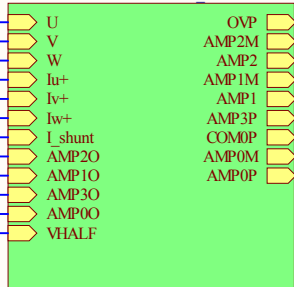 U
V
W
Iu+
Iv+
Iw+
I_shunt
AMP2O
AMP1O
AMP3O
AMP0O
VHALF
OVP
AMP2M
AMP2
AMP1M
AMP1
AMP3P
COM0P
AMP0M
AMP0P